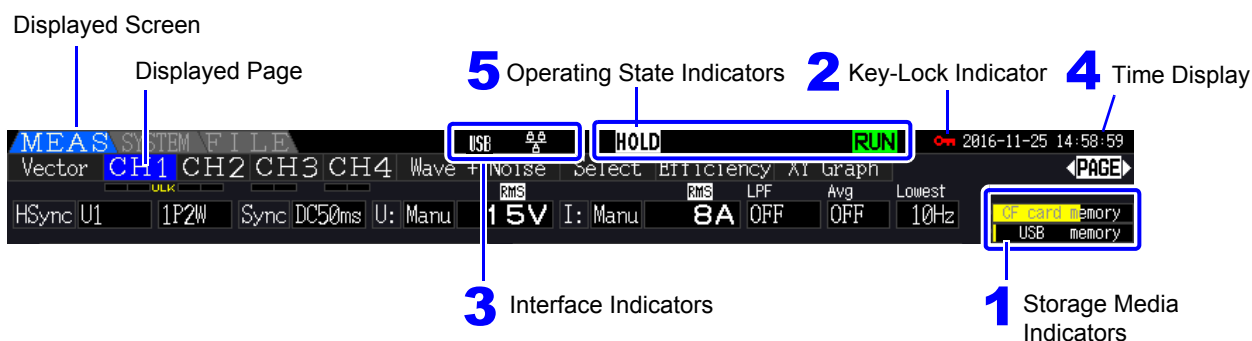 Displayed Screen
Displayed Page
5 Operating State Indicators
2 Key-Lock Indicator
4 Time Display
MEAS SYSTEM FILE USB HOLD RUN 2016-11-25 14:58:59
Vector CH1 CH2 CH3 CH4 Wave + Noise Select Efficiency XY Graph PAGE
ULK RMS RMS LPF Avg Lowest
HSync U1 1P2W Sync DC50ms U: Manu 15V I: Manu 8A OFF OFF 10Hz
CF card memory
USB memory
3 Interface Indicators
1 Storage Media
Indicators